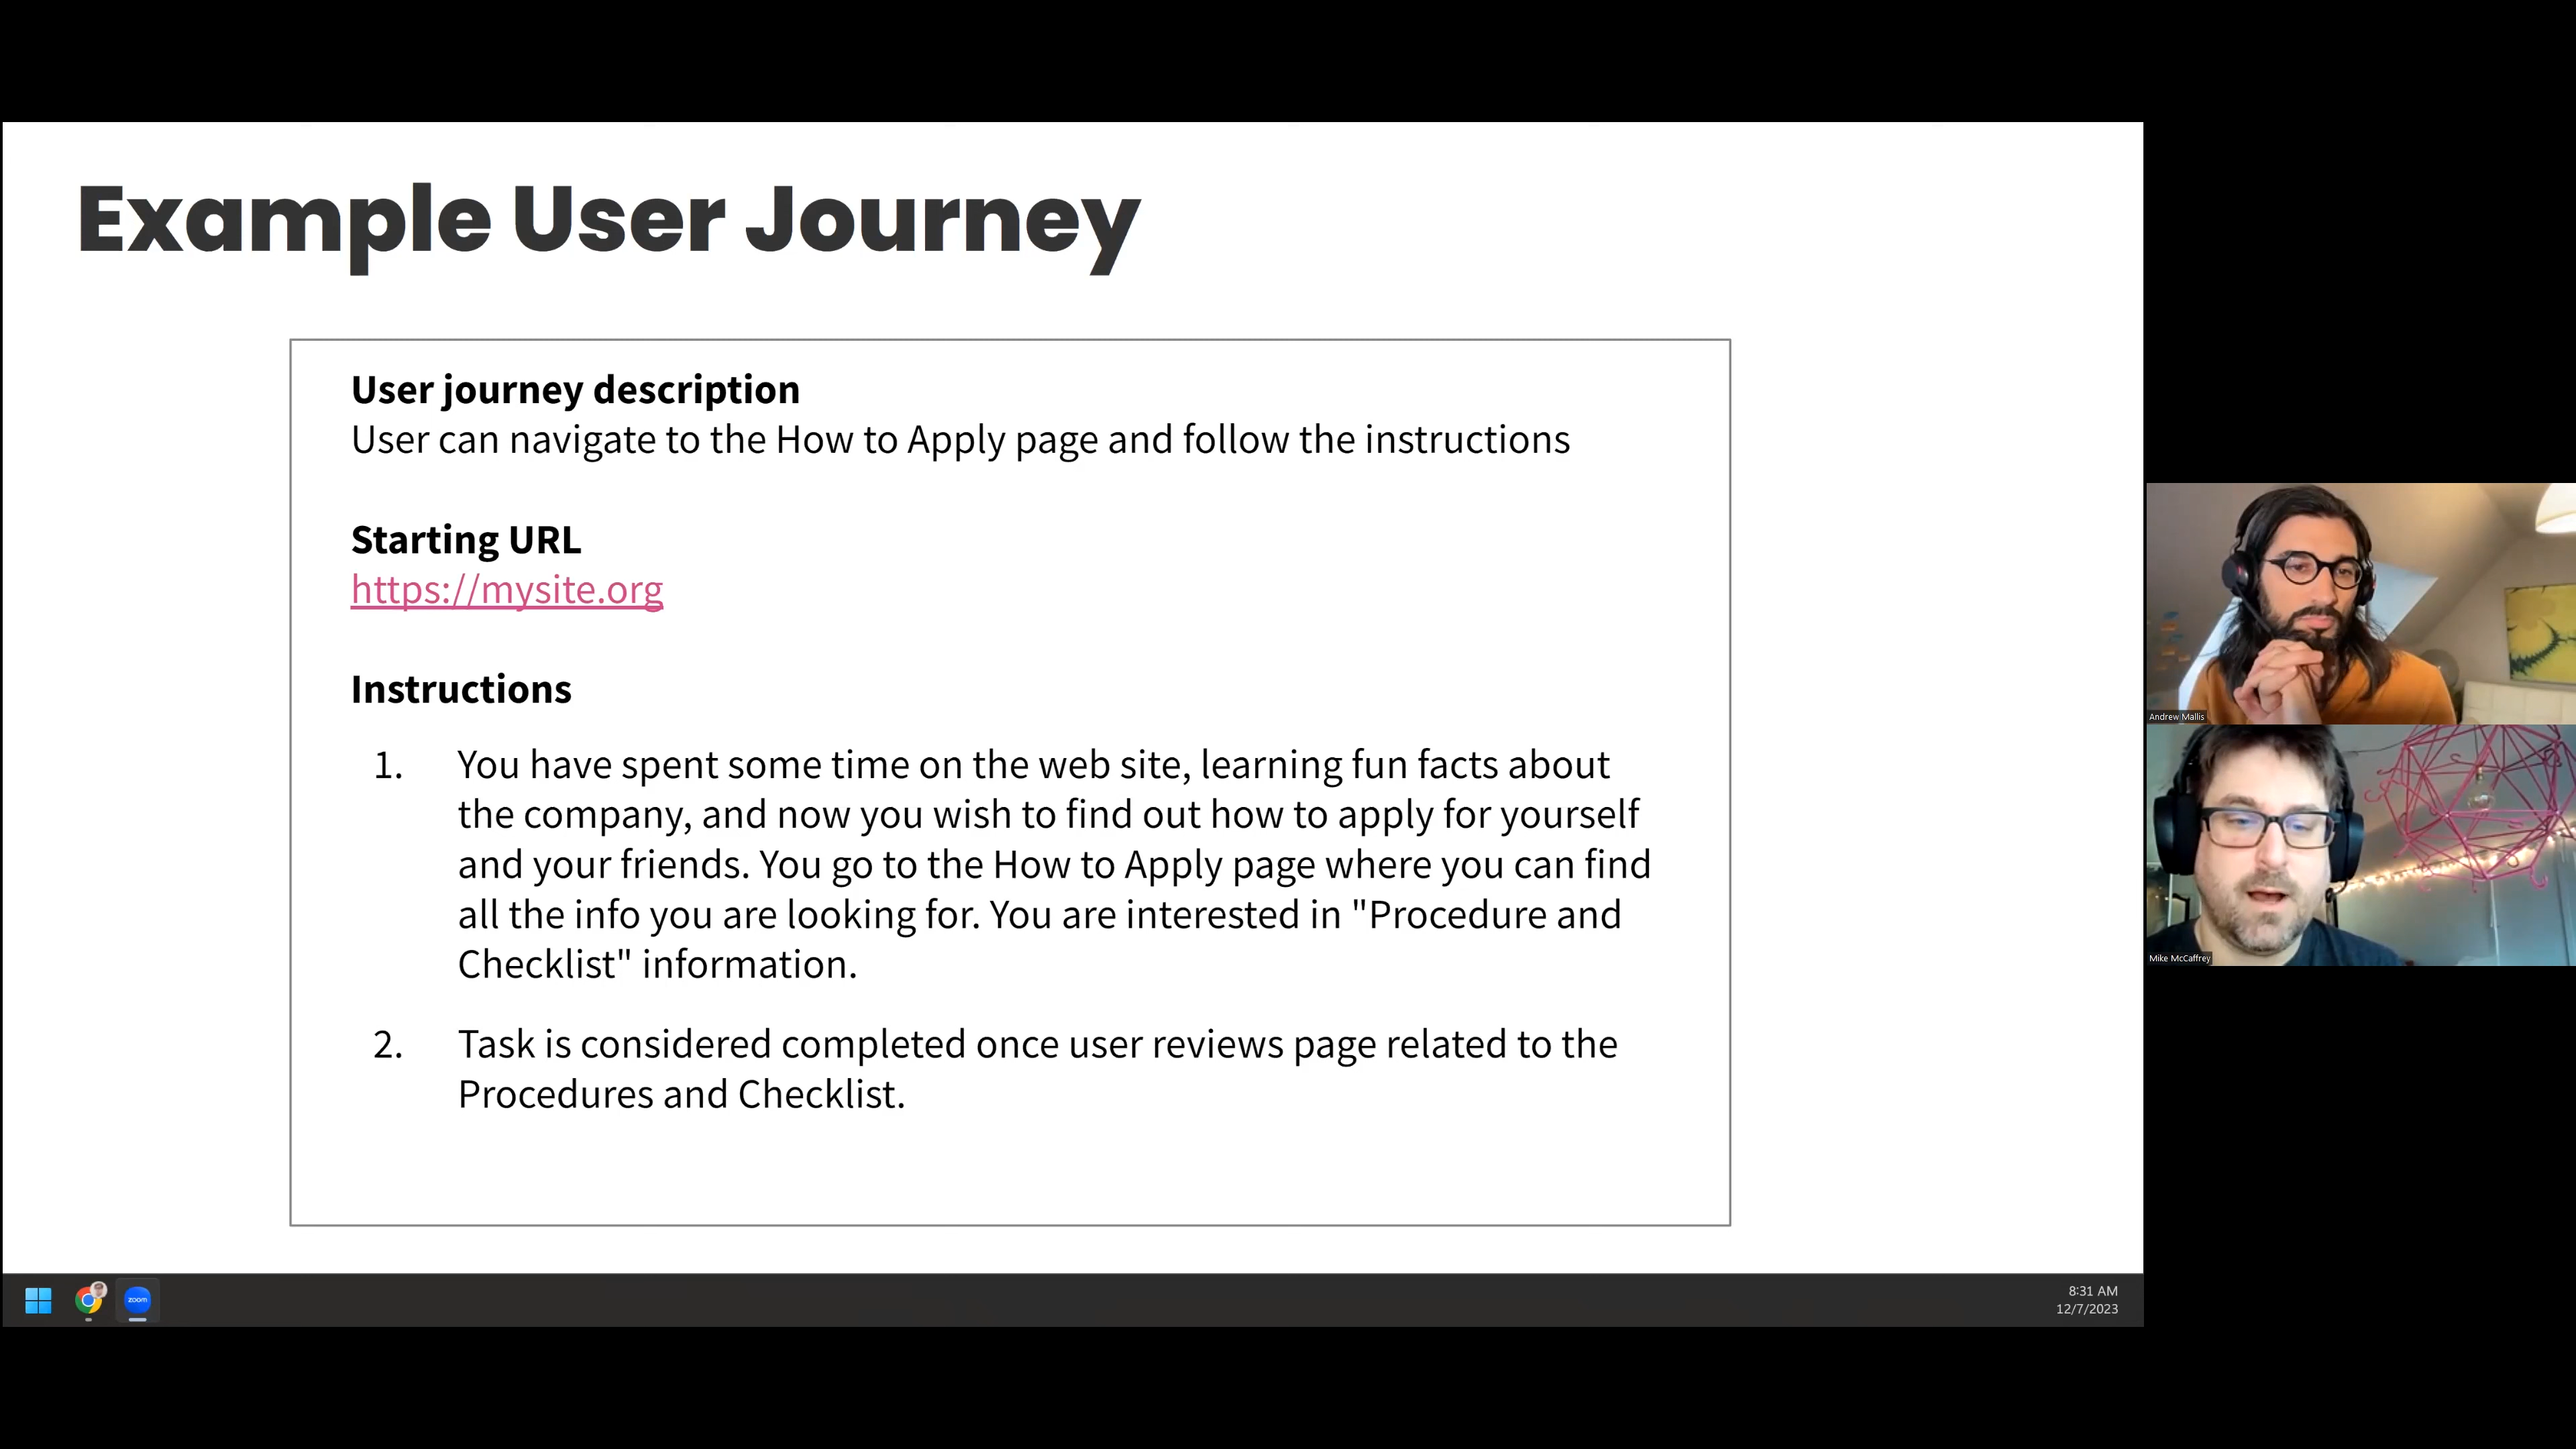 Example User Journey
User journey description
User can navigate to the How to Apply page and follow the instructions
Starting URL
https://mysite.org
Instructions
1. You have spent some time on the web site, learning fun facts about
the company, and now you wish to find out how to apply for yourself
and your friends. You go to the How to Apply page where you can find
all the info you are looking for. You are interested in "Procedure and
Checklist" information.
2. Task is considered completed once user reviews page related to the
Procedures and Checklist.
Andrew Mallis
Mike McCaffrey
zoom
8:31 AM
12/7/2023